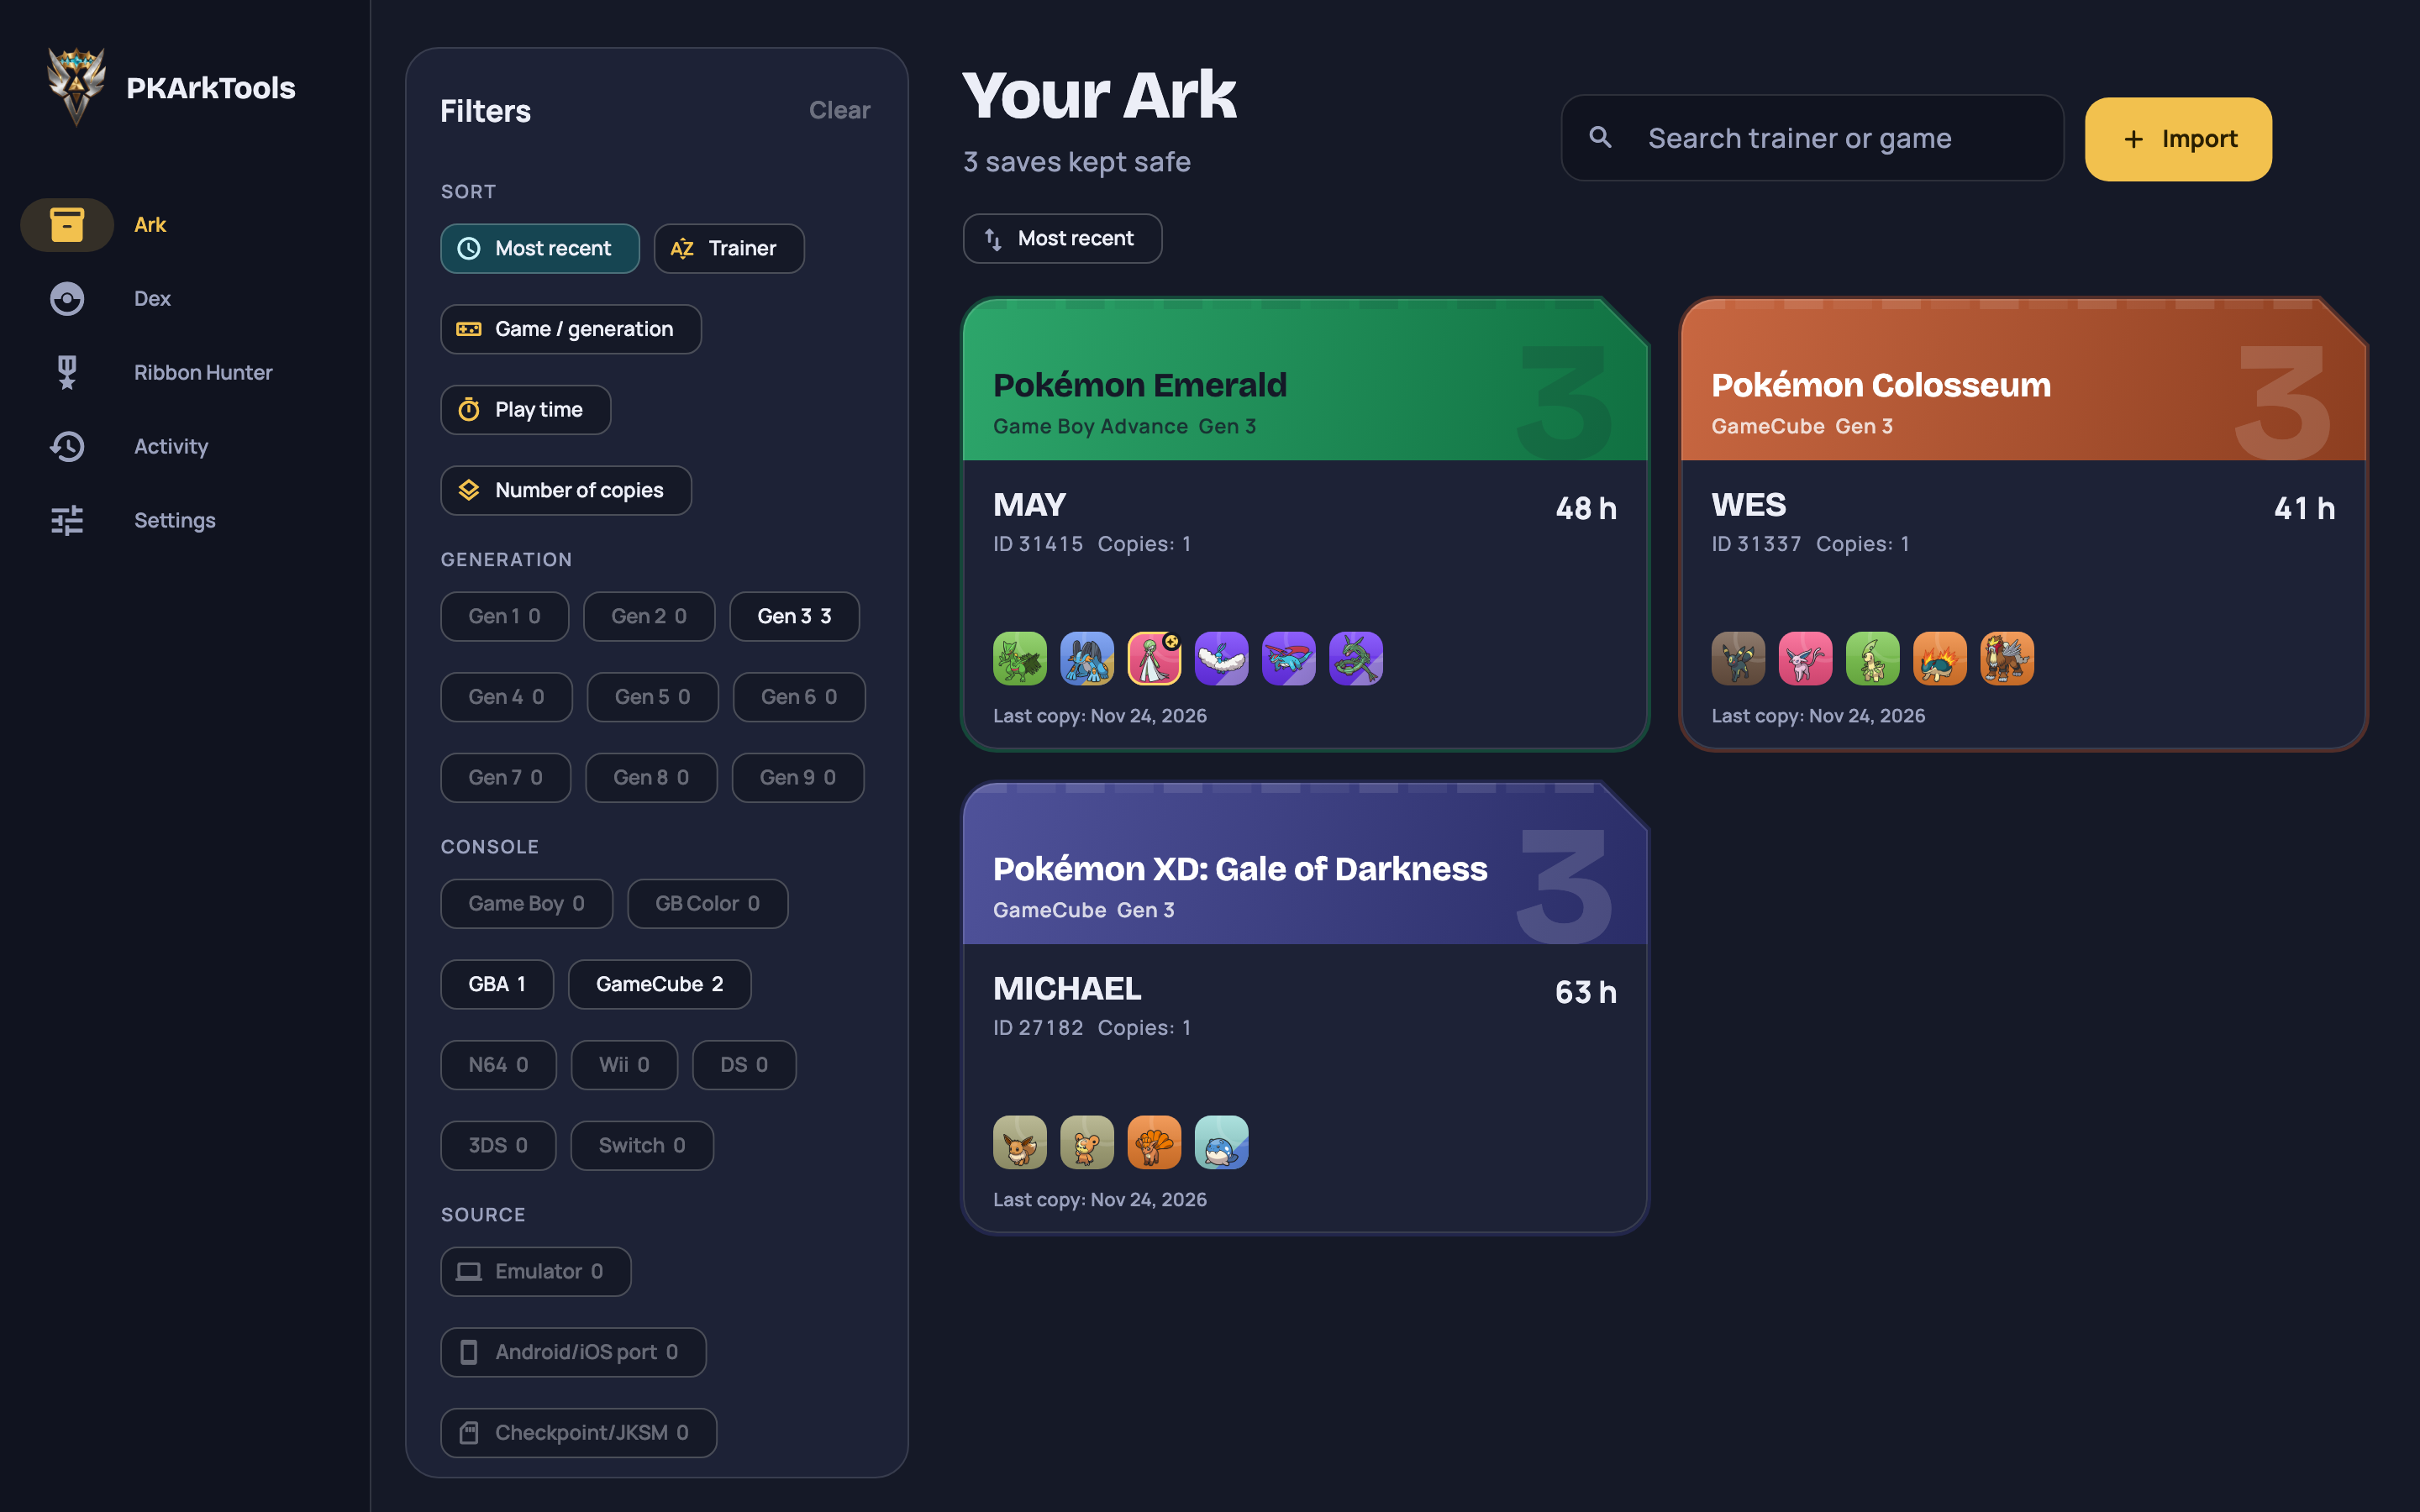 PKArkTools
Ark
Dex
Ribbon Hunter
Activity
Settings
Filters
Clear
SORT
Most recent
AZ Trainer
Game / generation
Play time
Number of copies
GENERATION
Gen 1 0
Gen 2 0
Gen 3 3
Gen 4 0
Gen 5 0
Gen 6 0
Gen 7 0
Gen 8 0
Gen 9 0
CONSOLE
Game Boy 0
GB Color 0
GBA 1
GameCube 2
N64 0
Wii 0
DS 0
3DS 0
Switch 0
SOURCE
Emulator 0
Android/iOS port 0
Checkpoint/JKSM 0
Your Ark
3 saves kept safe
Search trainer or game
+ Import
Most recent
Pokémon Emerald
Game Boy Advance Gen 3
3
MAY
48 h
ID 31415 Copies: 1
Last copy: Nov 24, 2026
Pokémon Colosseum
GameCube Gen 3
3
WES
41 h
ID 31337 Copies: 1
Last copy: Nov 24, 2026
Pokémon XD: Gale of Darkness
GameCube Gen 3
3
MICHAEL
63 h
ID 27182 Copies: 1
Last copy: Nov 24, 2026